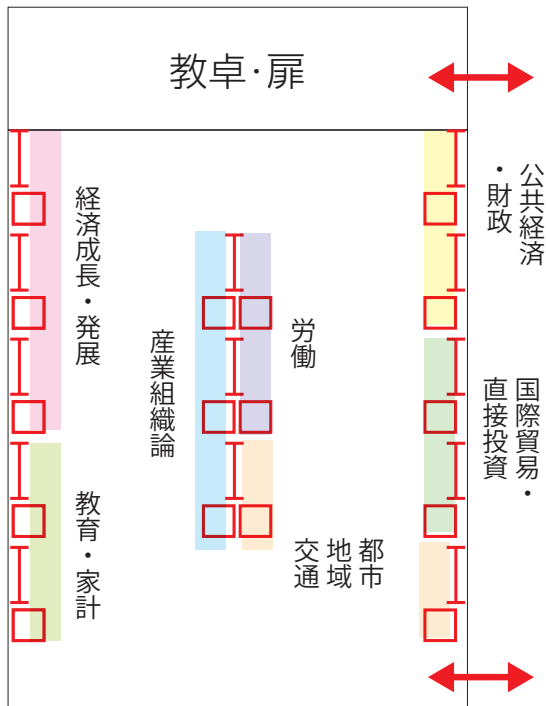 教卓・扉
経済成長・発展
教育・家計
産業組織論
労働
都市
地域
交通
公共経済
・財政
国際貿易・
直接投資